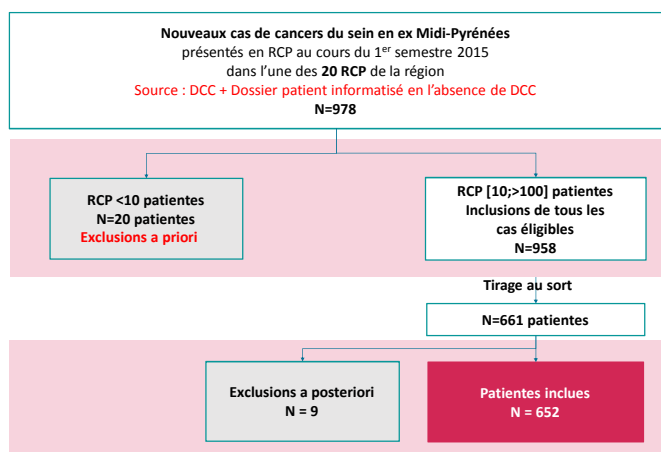 Nouveaux cas de cancers du sein en ex Midi-Pyrénées
présentés en RCP au cours du 1er semestre 2015
dans l'une des 20 RCP de la région
Source : DCC + Dossier patient informatisé en l'absence de DCC
N=978
RCP <10 patientes
N=20 patientes
Exclusions a priori
RCP [10;>100] patientes
Inclusions de tous les
cas éligibles
N=958
Tirage au sort
N=661 patientes
Exclusions a posteriori
N = 9
Patientes inclues
N = 652